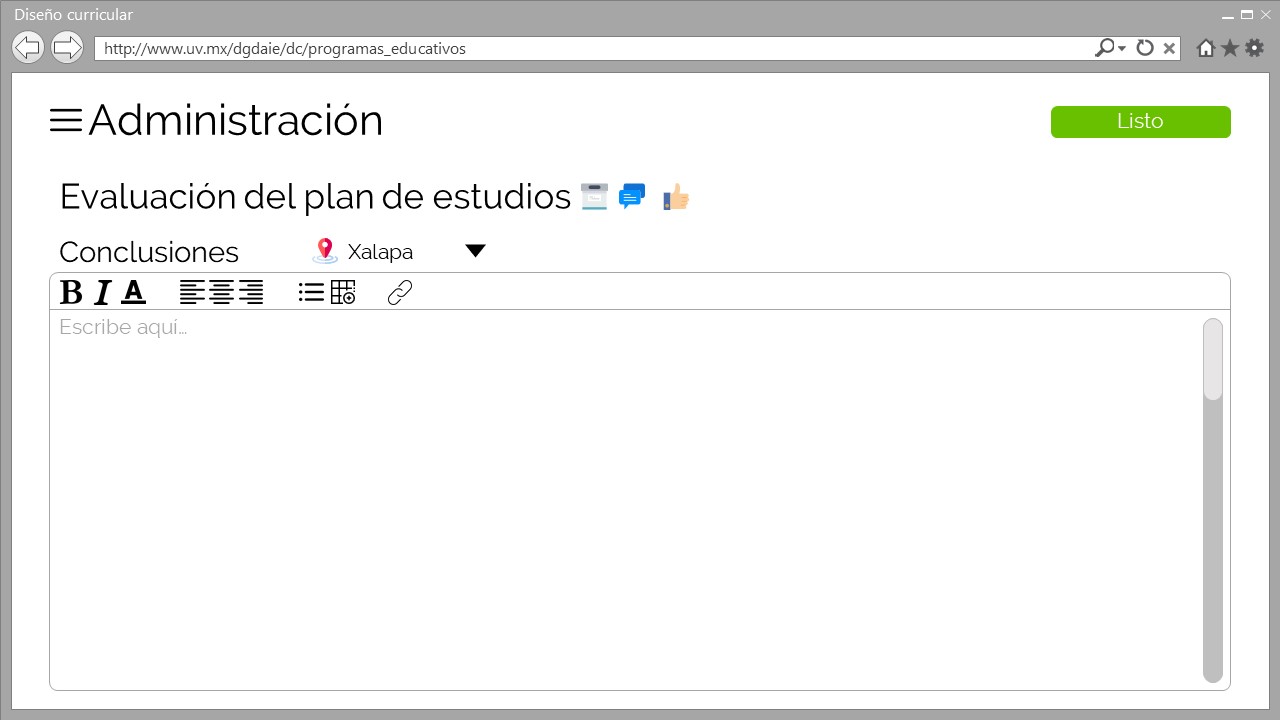 Diseño curricular
http://www.uv.mx/dgdaie/dc/programas_educativos
Administración
Listo
Evaluación del plan de estudios
Conclusiones
Xalapa
B I A
Escribe aquí...